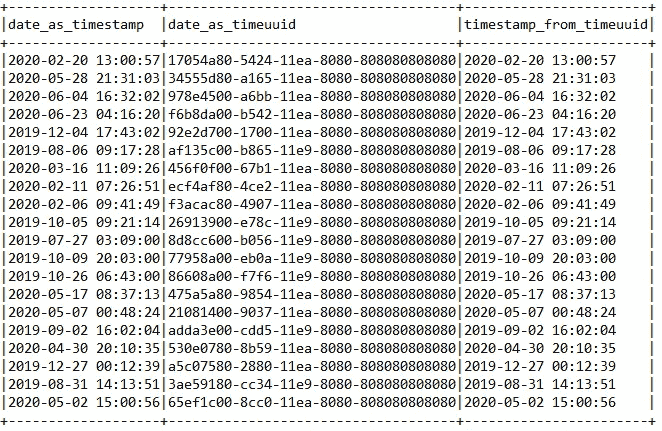 +-------------------+------------------------------------+-----------------------+
|date_as_timestamp  |date_as_timeuuid                    |timestamp_from_timeuuid|
+-------------------+------------------------------------+-----------------------+
|2020-02-20 13:00:57|17054a80-5424-11ea-8080-808080808080|2020-02-20 13:00:57    |
|2020-05-28 21:31:03|34555d80-a165-11ea-8080-808080808080|2020-05-28 21:31:03    |
|2020-06-04 16:32:02|978e4500-a6bb-11ea-8080-808080808080|2020-06-04 16:32:02    |
|2020-06-23 04:16:20|f6b8da00-b542-11ea-8080-808080808080|2020-06-23 04:16:20    |
|2019-12-04 17:43:02|92e2d700-1700-11ea-8080-808080808080|2019-12-04 17:43:02    |
|2019-08-06 09:17:28|af135c00-b865-11e9-8080-808080808080|2019-08-06 09:17:28    |
|2020-03-16 11:09:26|456f0f00-67b1-11ea-8080-808080808080|2020-03-16 11:09:26    |
|2020-02-11 07:26:51|ecf4af80-4ce2-11ea-8080-808080808080|2020-02-11 07:26:51    |
|2020-02-06 09:41:49|f3acac80-4907-11ea-8080-808080808080|2020-02-06 09:41:49    |
|2019-10-05 09:21:14|26913900-e78c-11e9-8080-808080808080|2019-10-05 09:21:14    |
|2019-07-27 03:09:00|8d8cc600-b056-11e9-8080-808080808080|2019-07-27 03:09:00    |
|2019-10-09 20:03:00|77958a00-eb0a-11e9-8080-808080808080|2019-10-09 20:03:00    |
|2019-10-26 06:43:00|86608a00-f7f6-11e9-8080-808080808080|2019-10-26 06:43:00    |
|2020-05-17 08:37:13|475a5a80-9854-11ea-8080-808080808080|2020-05-17 08:37:13    |
|2020-05-07 00:48:24|21081400-9037-11ea-8080-808080808080|2020-05-07 00:48:24    |
|2019-09-02 16:02:04|adda3e00-cdd5-11e9-8080-808080808080|2019-09-02 16:02:04    |
|2020-04-30 20:10:35|530e0780-8b59-11ea-8080-808080808080|2020-04-30 20:10:35    |
|2019-12-27 00:12:39|a5c07580-2880-11ea-8080-808080808080|2019-12-27 00:12:39    |
|2019-08-31 14:13:51|3ae59180-cc34-11e9-8080-808080808080|2019-08-31 14:13:51    |
|2020-05-02 15:00:56|65ef1c00-8cc0-11ea-8080-808080808080|2020-05-02 15:00:56    |
+-------------------+------------------------------------+-----------------------+